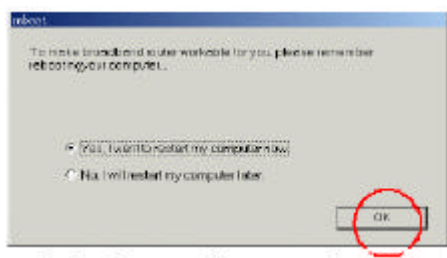 To make broadband router workable for you, please remember
rebooting your computer...
Yes, I want to restart my computer now.
No, I will restart my computer later.
OK